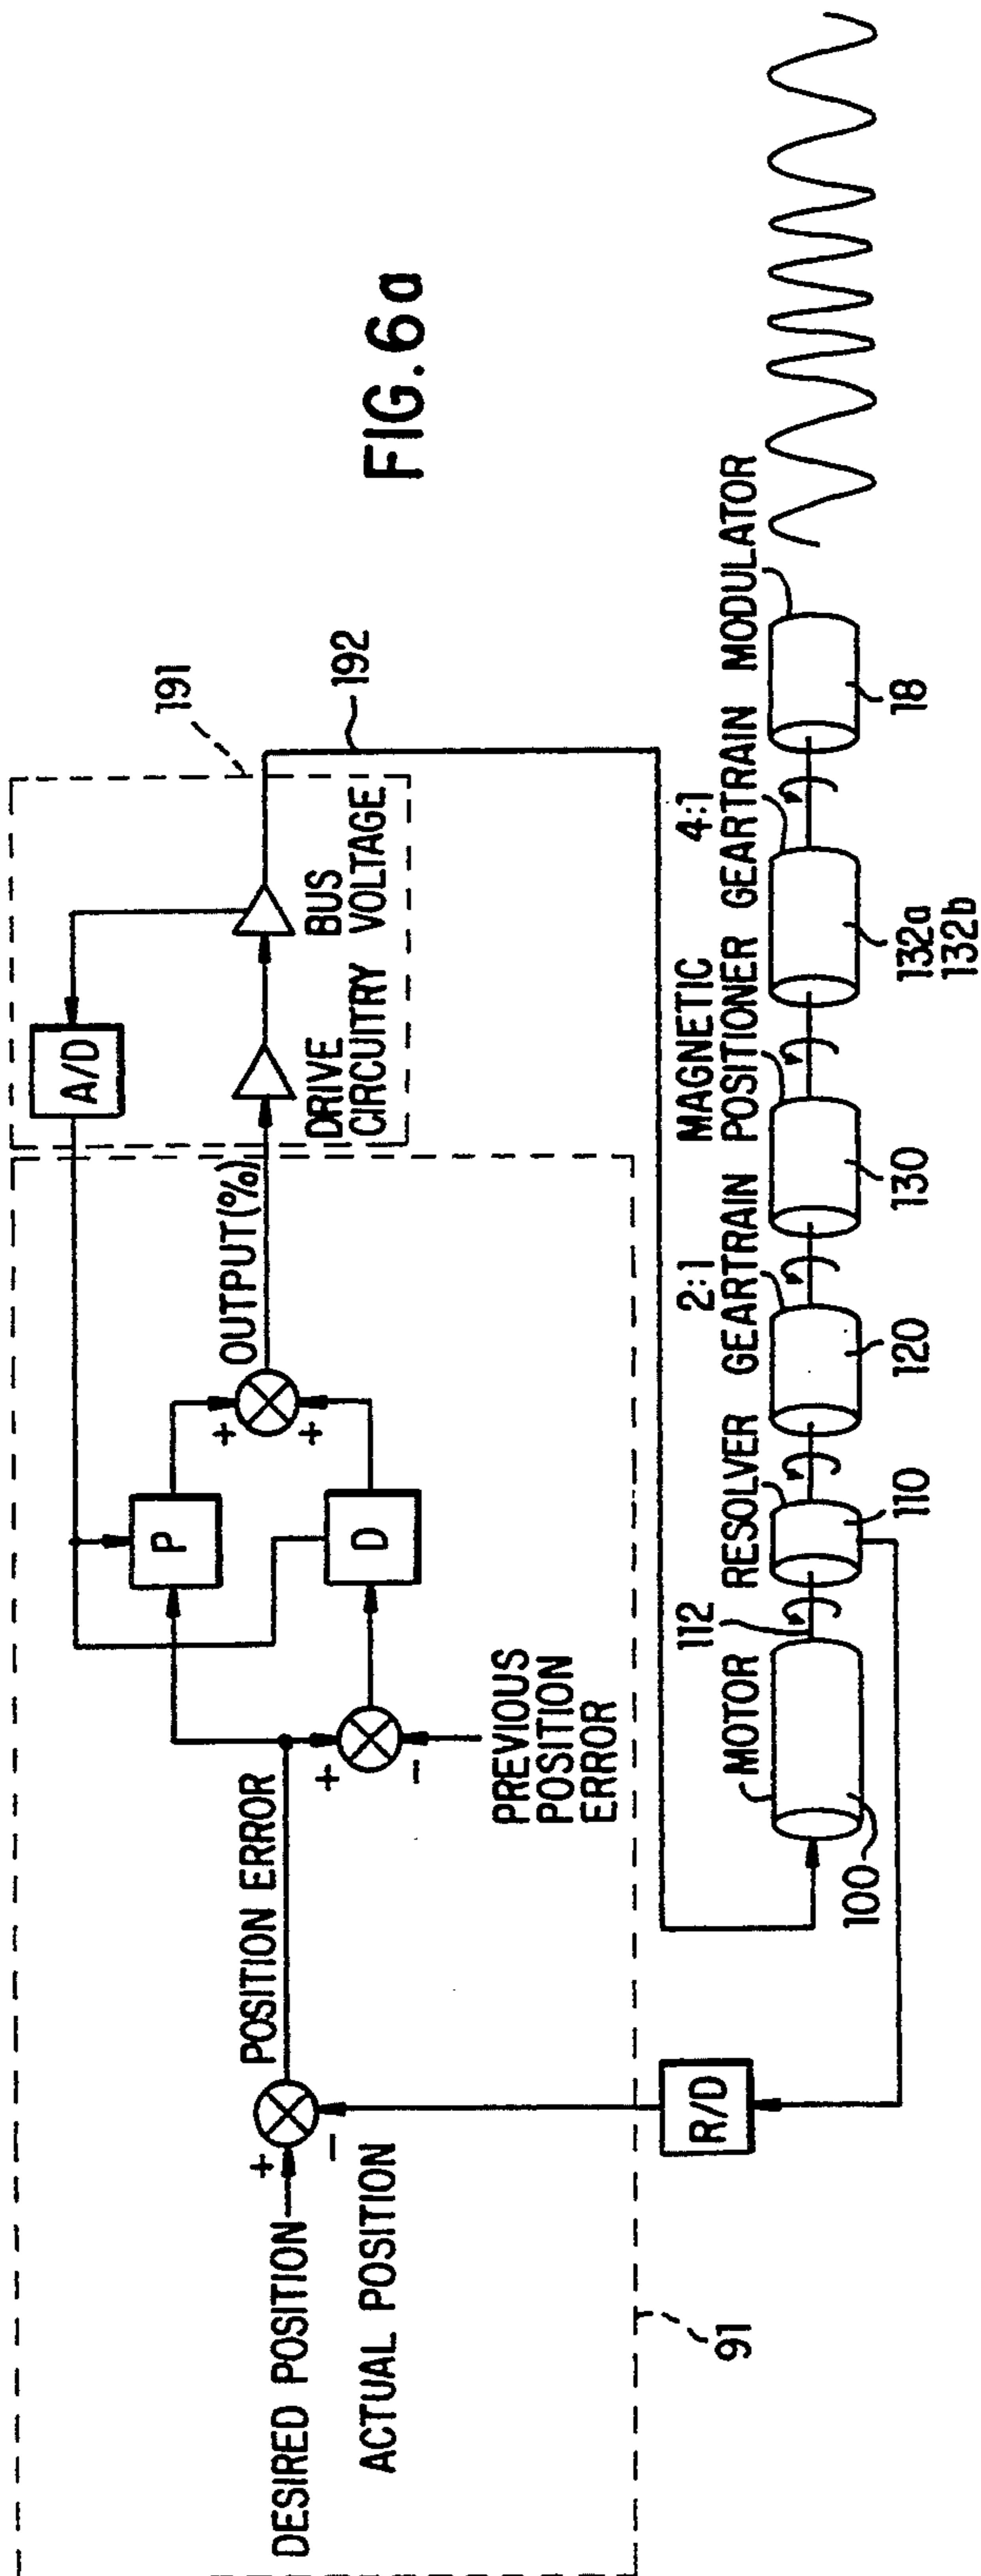 FIG. 6a
191
192
A/D
DRIVE
CIRCUITRY
BUS
VOLTAGE
OUTPUT(%)
P
D
+
+
POSITION ERROR
+
−
PREVIOUS
POSITION
ERROR
DESIRED POSITION
+
−
ACTUAL POSITION
91
R/D
MOTOR
100
112
RESOLVER
110
2:1
GEARTRAIN
120
MAGNETIC
POSITIONER
130
4:1
GEARTRAIN
132a
132b
MODULATOR
18